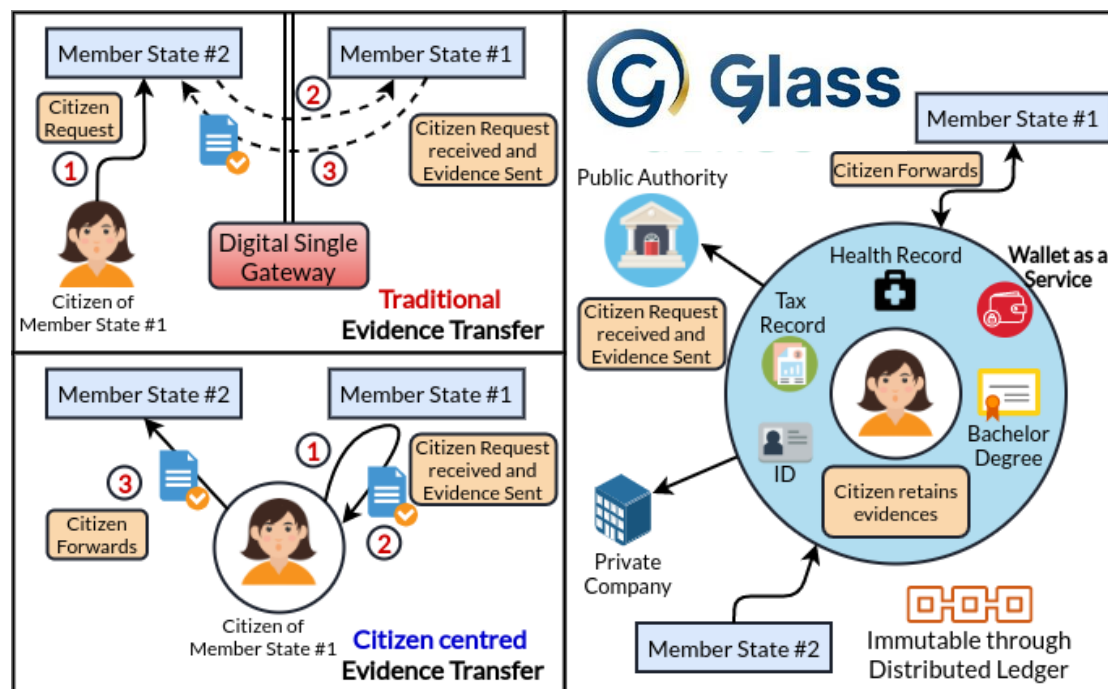 Member State #2
Member State #1
Citizen
Request
2
1
3
Citizen Request
received and
Evidence Sent
Digital Single
Gateway
Citizen of
Member State #1
Traditional
Evidence Transfer
Member State #2
Member State #1
1
Citizen Request
received and
Evidence Sent
3
2
Citizen
Forwards
Citizen of
Member State #1
Citizen centred
Evidence Transfer
Glass
Member State #1
Citizen Forwards
Public Authority
Health Record
Wallet as a
Service
Tax
Record
Citizen Request
received and
Evidence Sent
Bachelor
Degree
ID
Citizen retains
evidences
Private
Company
Member State #2
Immutable through
Distributed Ledger